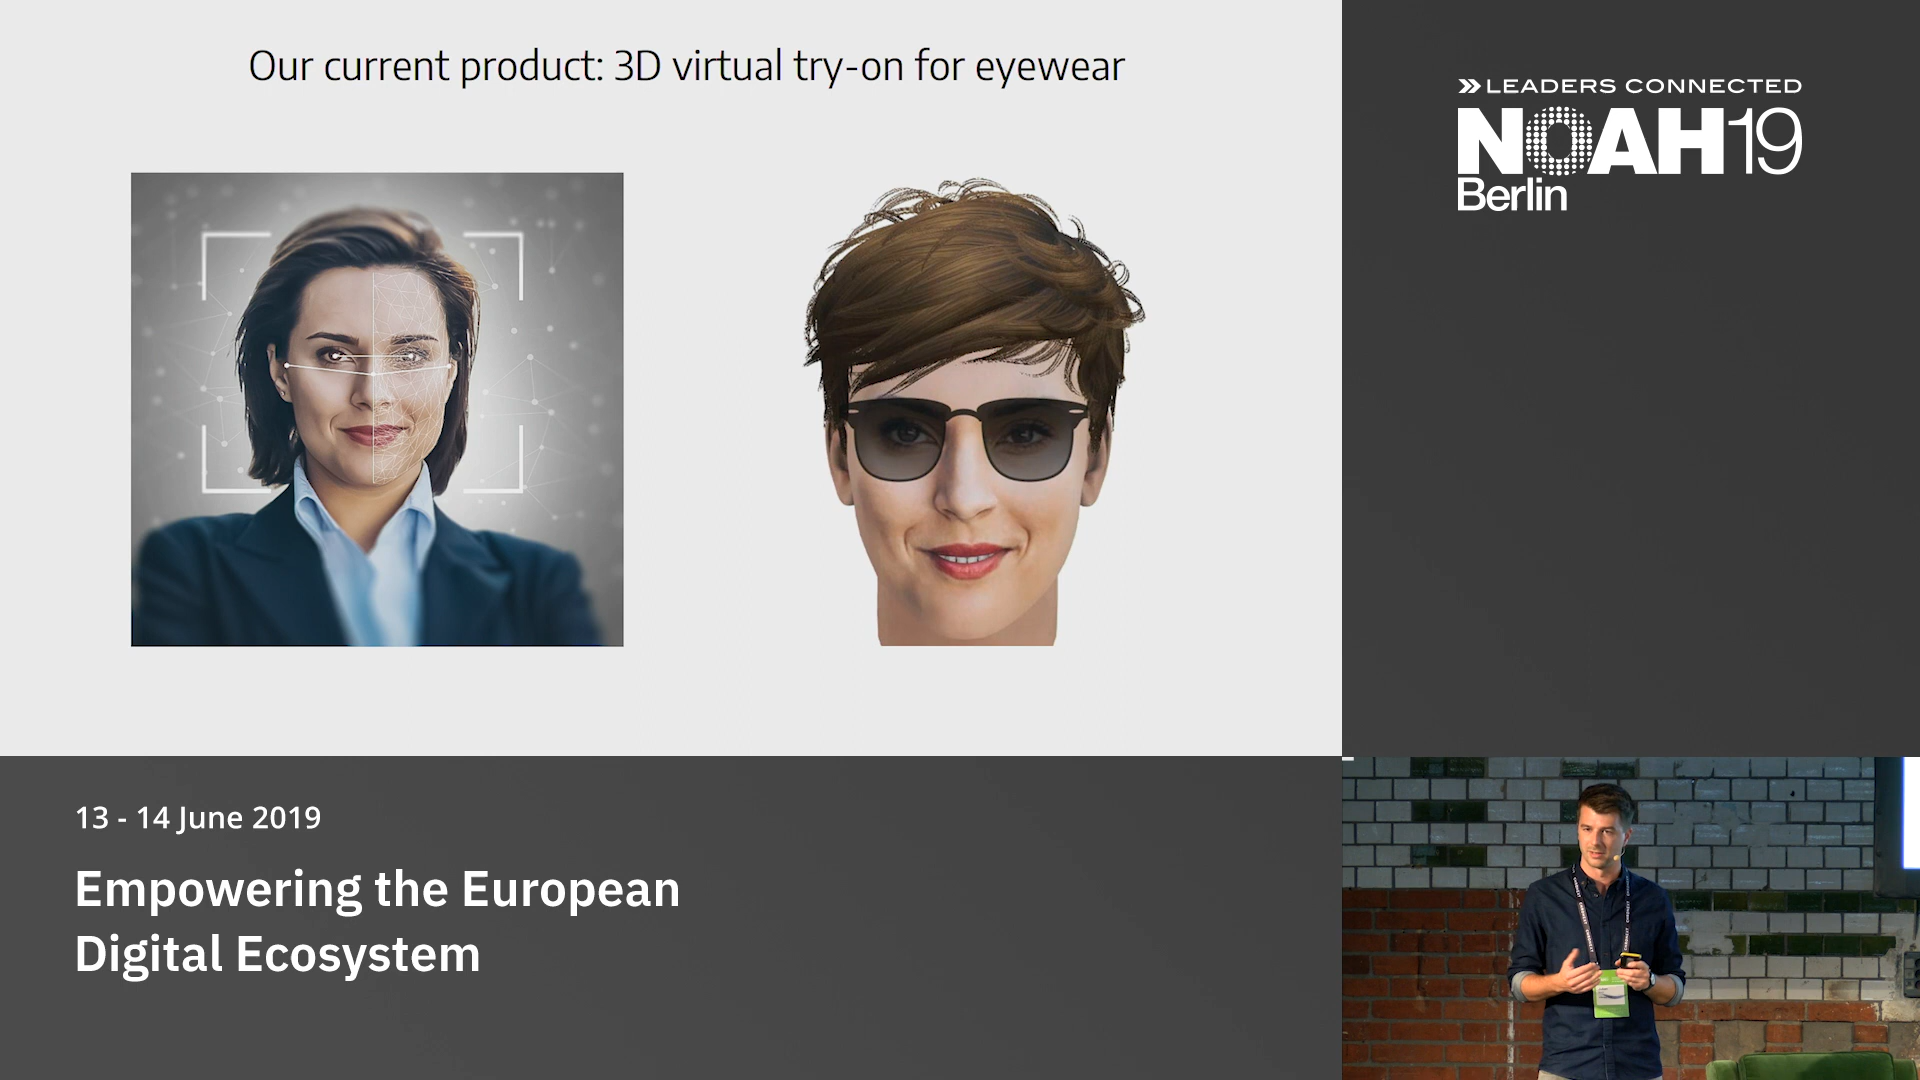 Our current product: 3D virtual try-on for eyewear
LEADERS CONNECTED
NOAH19
Berlin
13 - 14 June 2019
Empowering the European
Digital Ecosystem